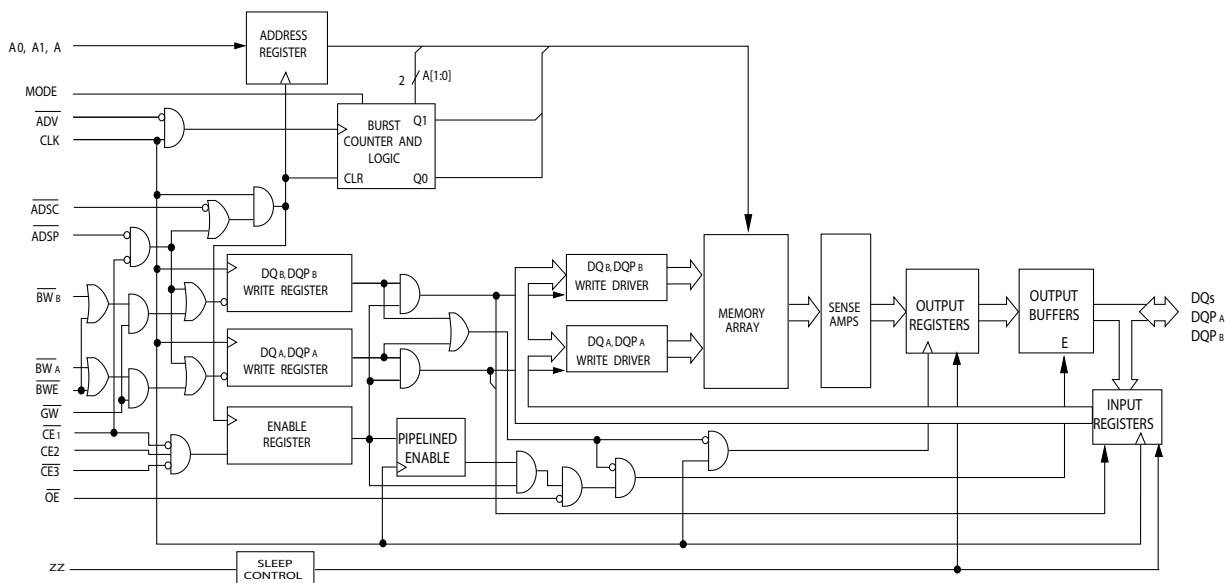 A0, A1, A
ADDRESS
REGISTER
2
A[1:0]
MODE
ADV
CLK
BURST
COUNTER AND
LOGIC
Q1
CLR
Q0
ADSC
ADSP
DQB, DQPB
WRITE REGISTER
DQB, DQPB
WRITE DRIVER
BWB
MEMORY
ARRAY
SENSE
AMPS
OUTPUT
REGISTERS
OUTPUT
BUFFERS
E
DQs
DQPA
DQPB
DQA, DQPA
WRITE REGISTER
DQA, DQPA
WRITE DRIVER
BWA
BWE
GW
CE1
CE2
CE3
ENABLE
REGISTER
PIPELINED
ENABLE
INPUT
REGISTERS
OE
ZZ
SLEEP
CONTROL